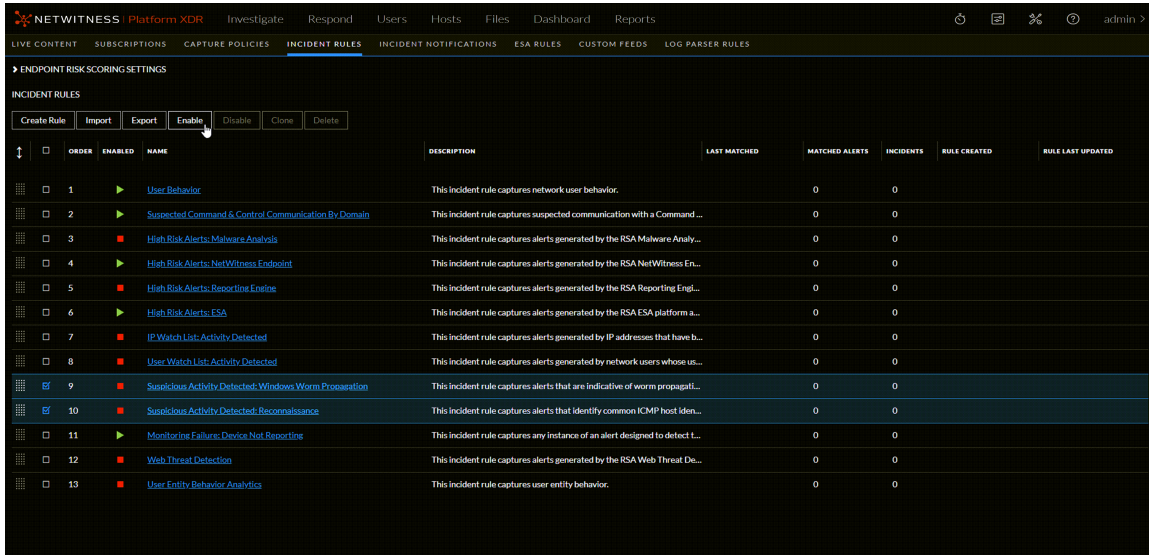 NETWITNESS Platform XDR Investigate Respond Users Hosts Files Dashboard Reports admin >
LIVE CONTENT SUBSCRIPTIONS CAPTURE POLICIES INCIDENT RULES INCIDENT NOTIFICATIONS ESA RULES CUSTOM FEEDS LOG PARSER RULES
ENDPOINT RISK SCORING SETTINGS
INCIDENT RULES
Create Rule Import Export Enable Disable Clone Delete
ORDER ENABLED NAME DESCRIPTION LAST MATCHED MATCHED ALERTS INCIDENTS RULE CREATED RULE LAST UPDATED
1 User Behavior This incident rule captures network user behavior. 0 0
2 Suspected Command & Control Communication By Domain This incident rule captures suspected communication with a Command ... 0 0
3 High Risk Alerts: Malware Analysis This incident rule captures alerts generated by the RSA Malware Analy... 0 0
4 High Risk Alerts: NetWitness Endpoint This incident rule captures alerts generated by the RSA NetWitness En... 0 0
5 High Risk Alerts: Reporting Engine This incident rule captures alerts generated by the RSA Reporting Engi... 0 0
6 High Risk Alerts: ESA This incident rule captures alerts generated by the RSA ESA platform a... 0 0
7 IP Watch List: Activity Detected This incident rule captures alerts generated by IP addresses that have b... 0 0
8 User Watch List: Activity Detected This incident rule captures alerts generated by network users whose us... 0 0
9 Suspicious Activity Detected: Windows Worm Propagation This incident rule captures alerts that are indicative of worm propagati... 0 0
10 Suspicious Activity Detected: Reconnaissance This incident rule captures alerts that identify common ICMP host iden... 0 0
11 Monitoring Failure: Device Not Reporting This incident rule captures any instance of an alert designed to detect t... 0 0
12 Web Threat Detection This incident rule captures alerts generated by the RSA Web Threat De... 0 0
13 User Entity Behavior Analytics This incident rule captures user entity behavior. 0 0